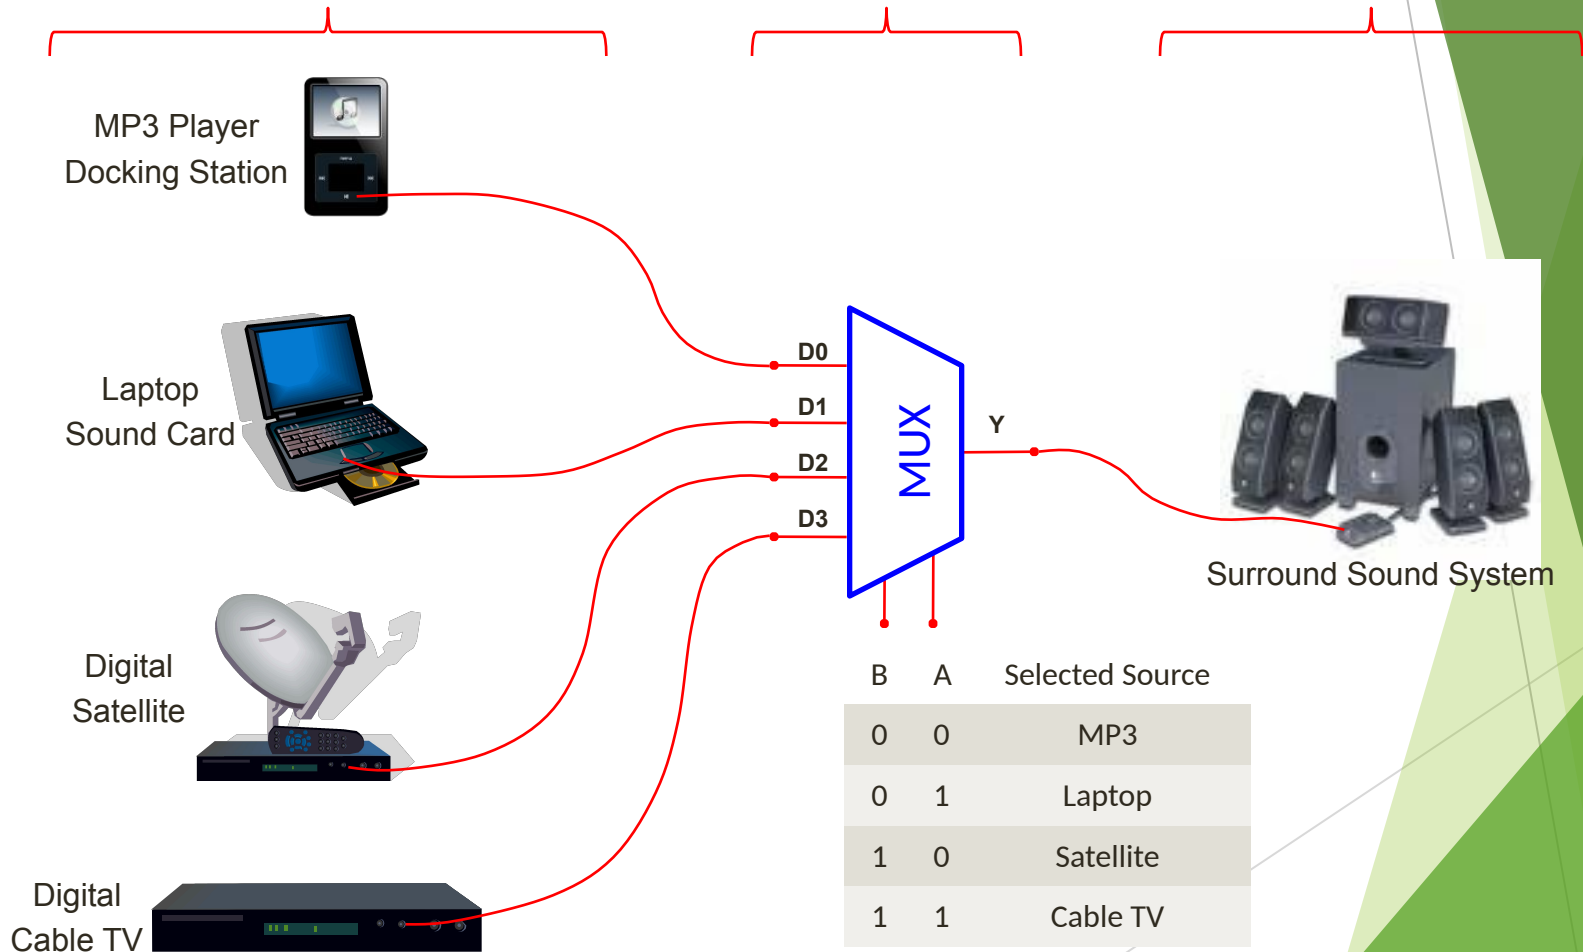 MP3 Player
Docking Station
Laptop
Sound Card
Digital
Satellite
Digital
Cable TV
D0
D1
D2
D3
MUX
Y
Surround Sound System
B A Selected Source
0 0 MP3
0 1 Laptop
1 0 Satellite
1 1 Cable TV